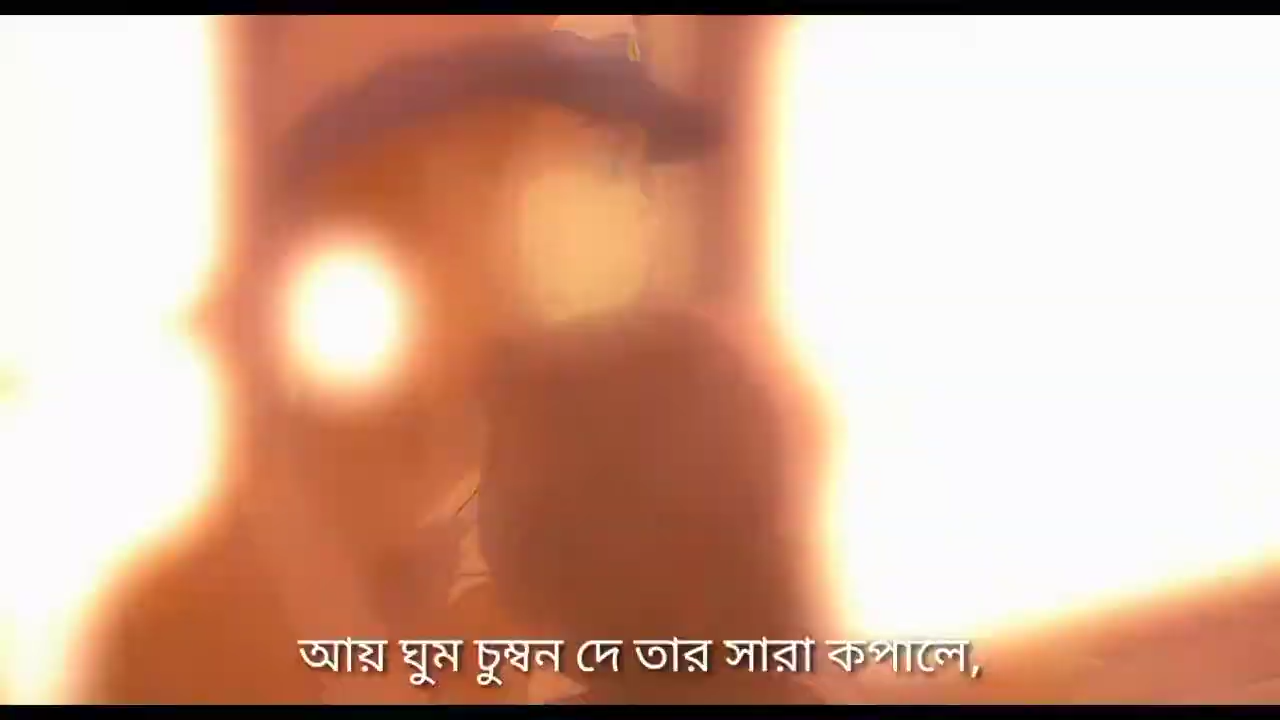 আয় ঘুম চুম্বন দে তার সারা কপালে,